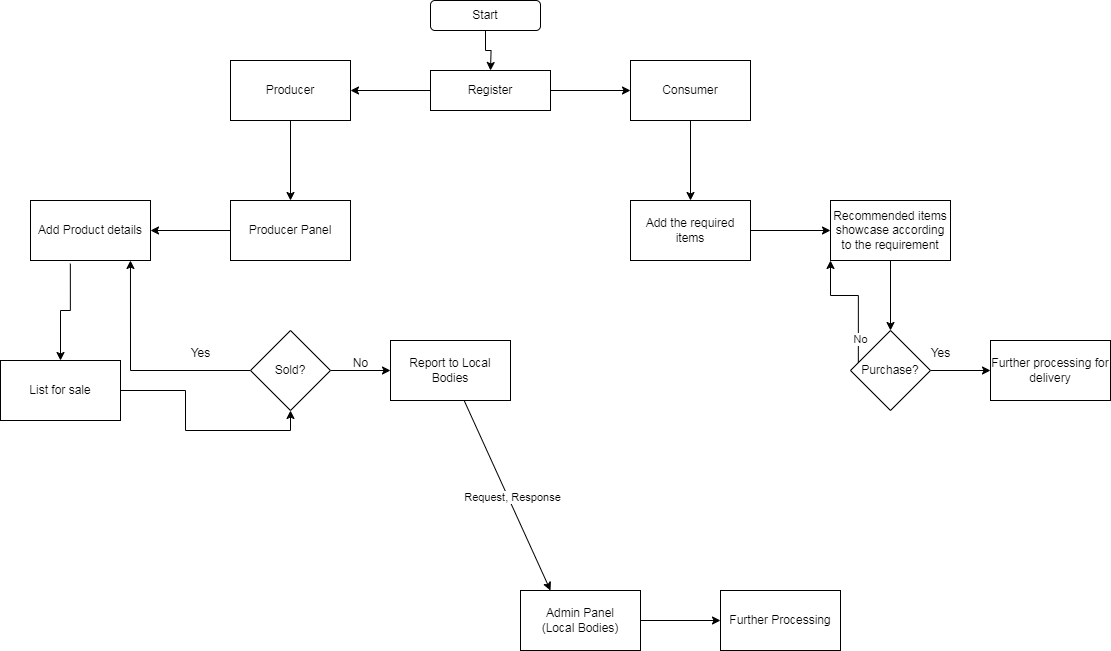 Start
Producer
Register
Consumer
Add Product details
Producer Panel
Add the required
items
Recommended items
showcase according
to the requirement
Yes
Sold?
No
Report to Local
Bodies
No
Purchase?
Yes
Further processing for
delivery
List for sale
Request, Response
Admin Panel
(Local Bodies)
Further Processing